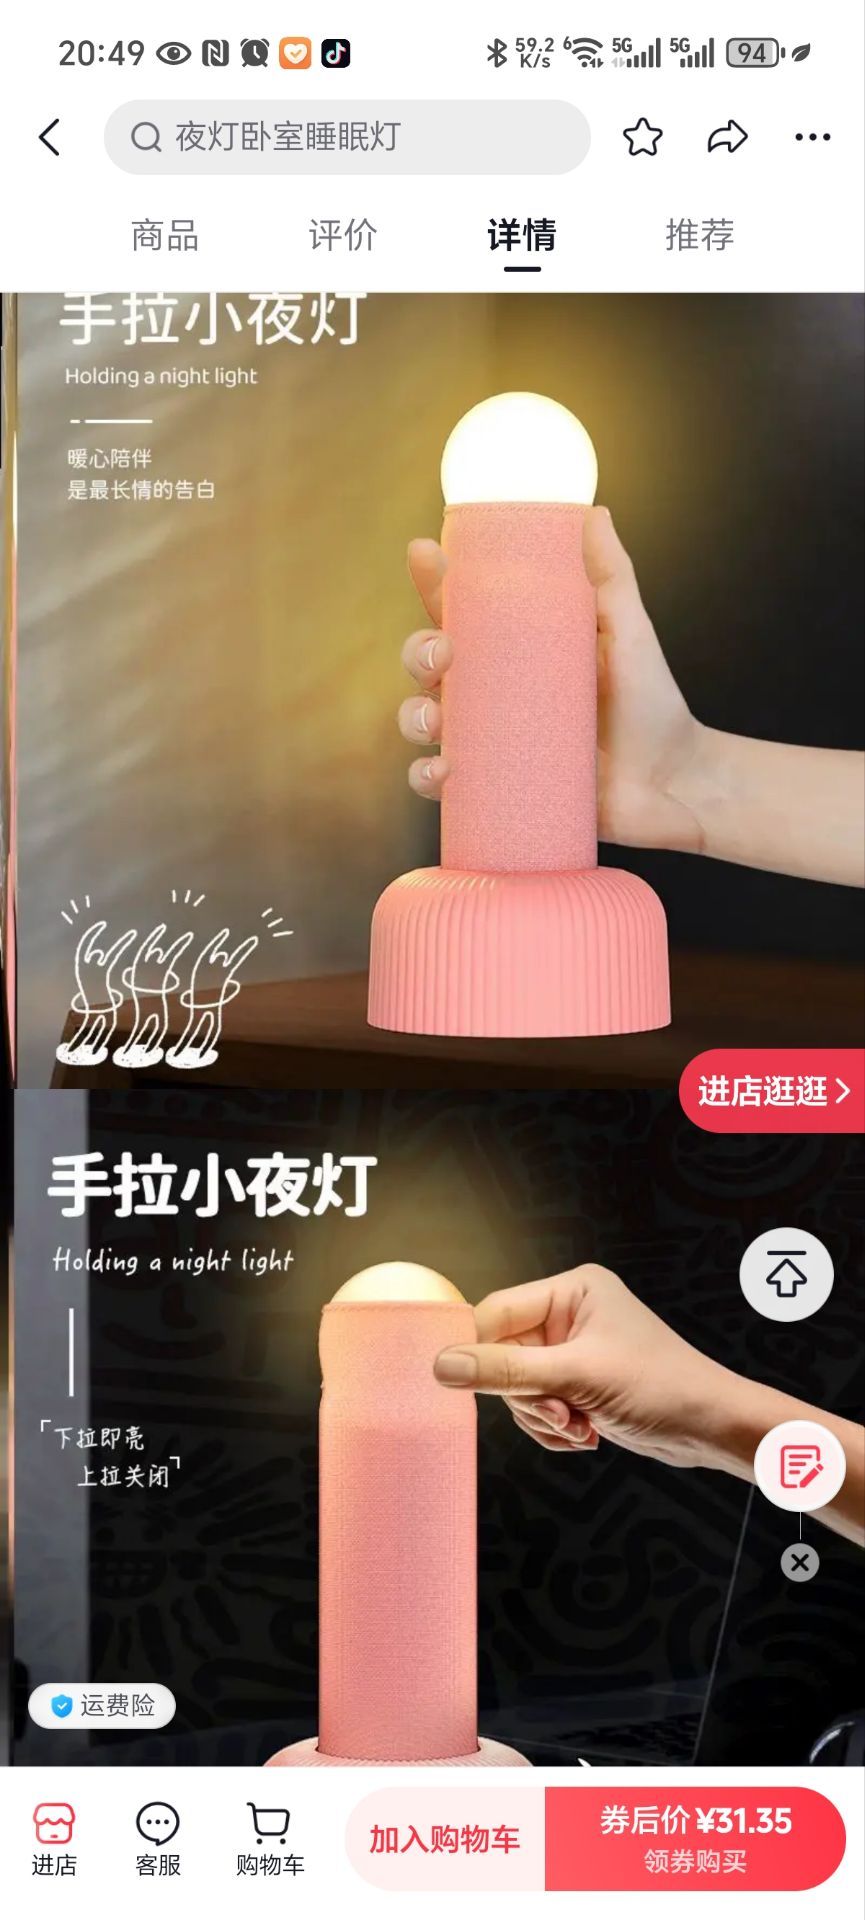 20:49
59.2 K/s
6
5G
5G
94
夜灯卧室睡眠灯
商品
评价
详情
推荐
手拉小夜灯
Holding a night light
暖心陪伴
是最长情的告白
进店逛逛
手拉小夜灯
Holding a night light
「下拉即亮
上拉关闭」
运费险
进店
客服
购物车
加入购物车
券后价 ¥31.35
领券购买